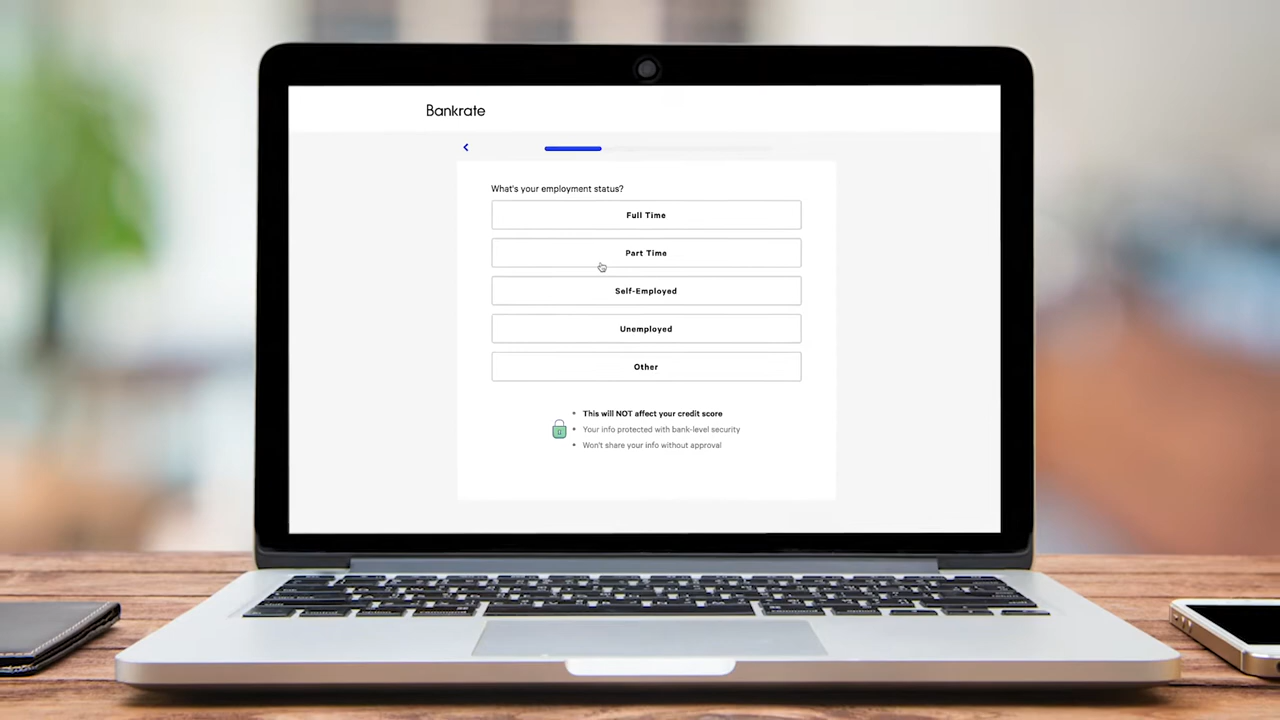 Bankrate
What's your employment status?
Full Time
Part Time
Self-Employed
Unemployed
Other
This will NOT affect your credit score
Your info protected with bank-level security
Won't share your info without approval